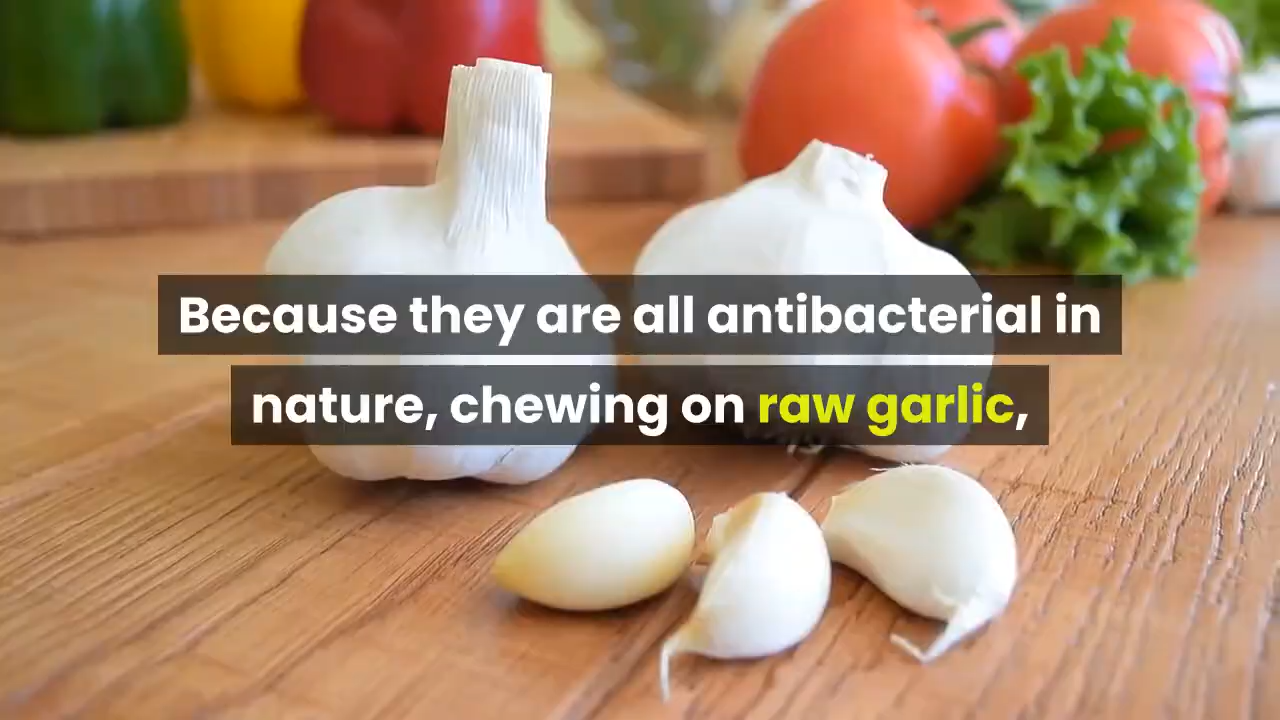 Because they are all antibacterial in
nature, chewing on raw garlic,